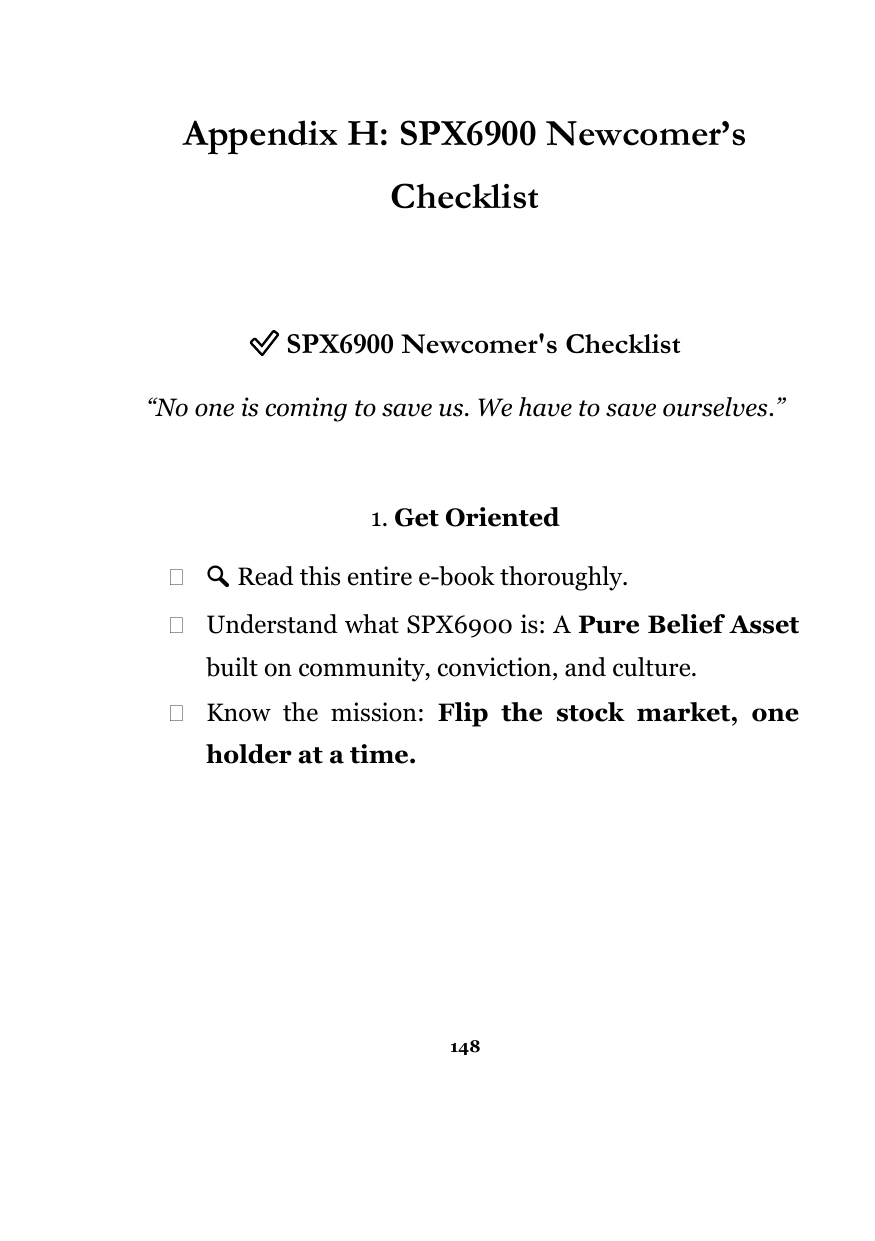 Appendix H: SPX6900 Newcomer’s
Checklist
✅ SPX6900 Newcomer's Checklist
“No one is coming to save us. We have to save ourselves.”
1. Get Oriented
☐ 🔍 Read this entire e-book thoroughly.
☐ Understand what SPX6900 is: A Pure Belief Asset
built on community, conviction, and culture.
☐ Know the mission: Flip the stock market, one
holder at a time.
148